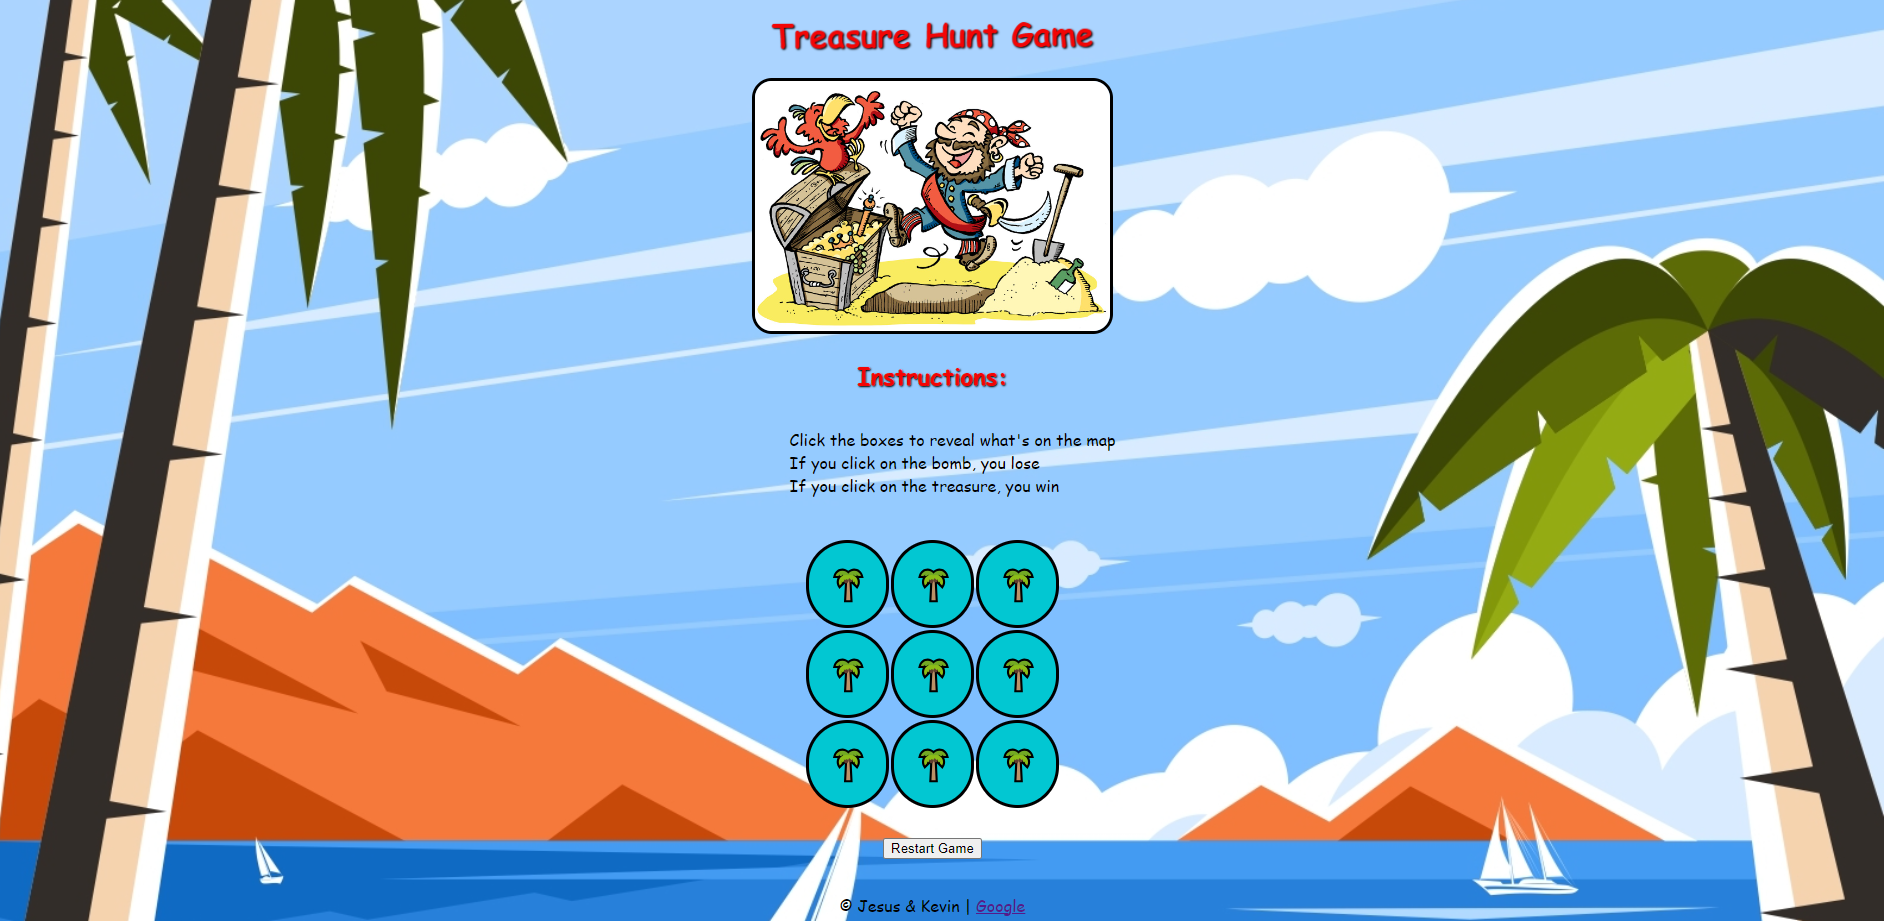 Treasure Hunt Game
Instructions:
Click the boxes to reveal what's on the map
If you click on the bomb, you lose
If you click on the treasure, you win
Restart Game
© Jesus & Kevin | Google